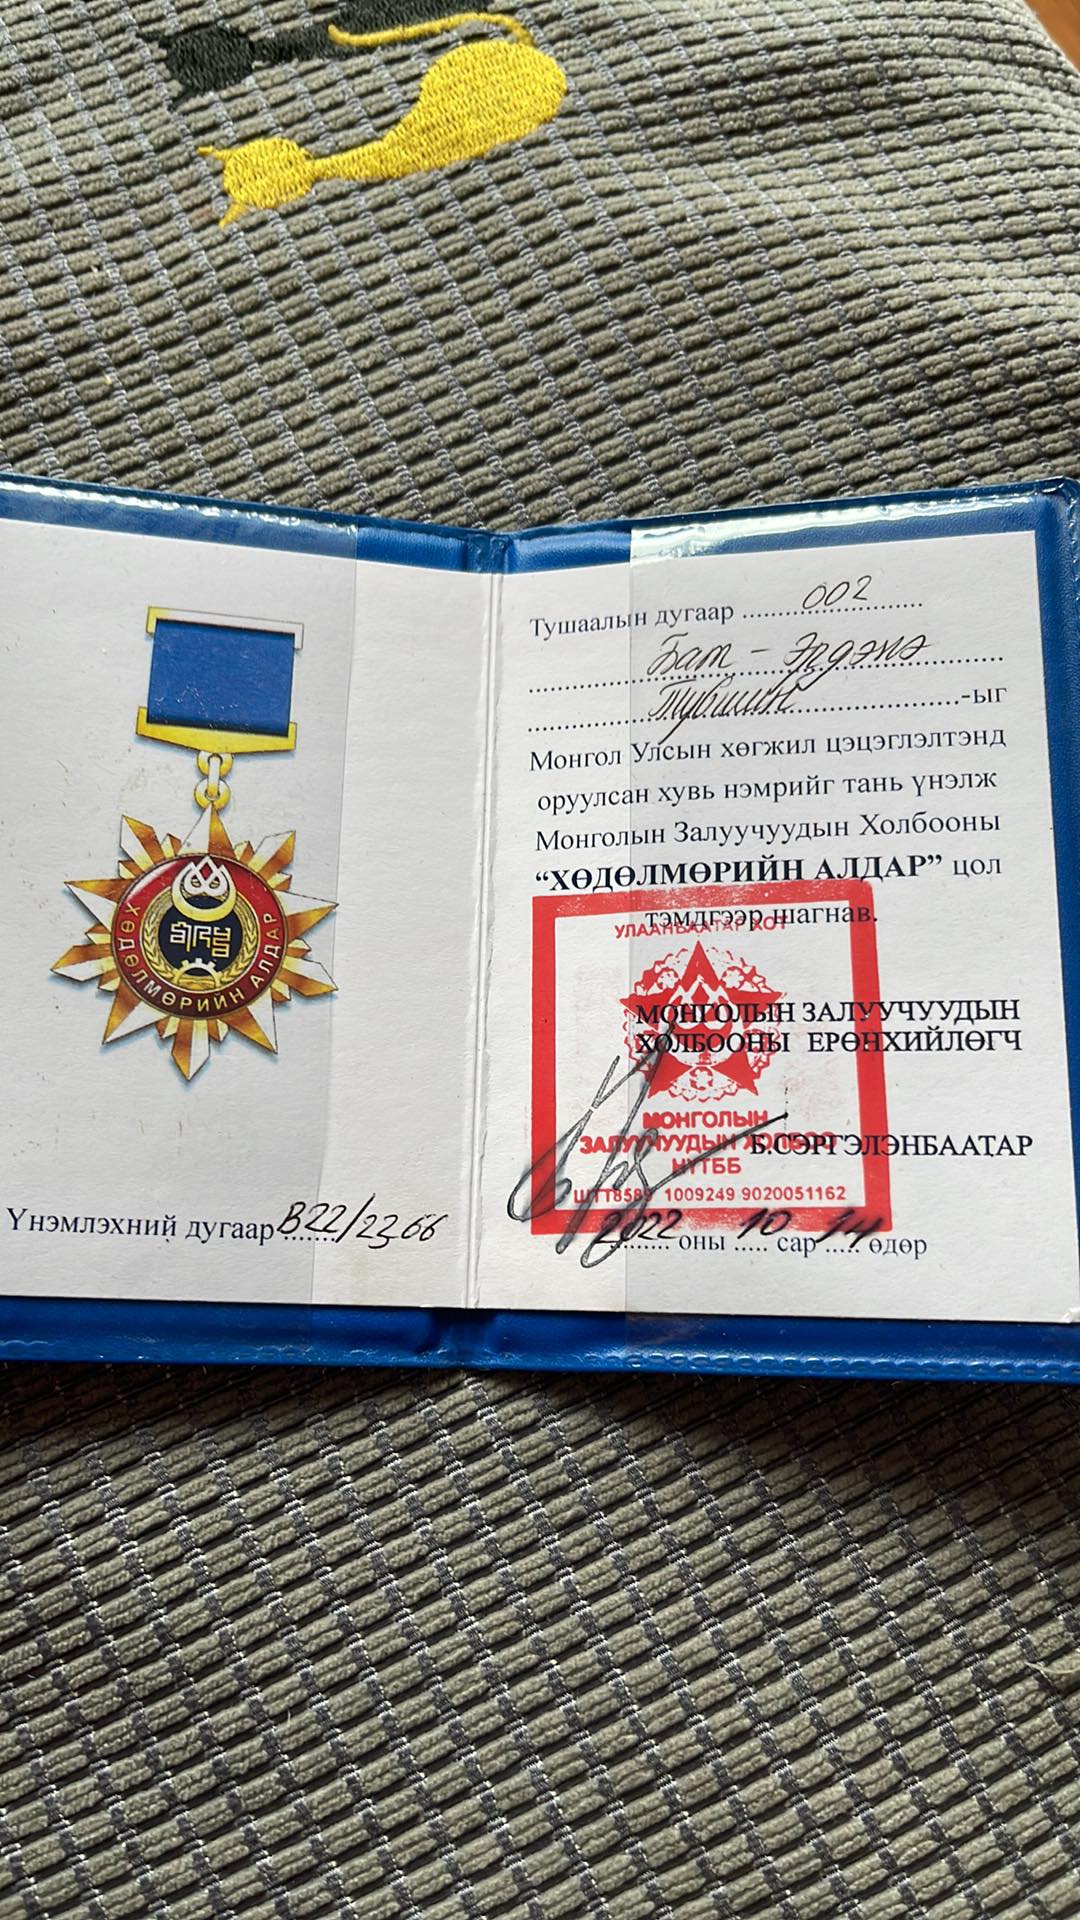 ХӨДӨЛМӨРИЙН АЛДАР
Үнэмлэхний дугаар B22/2366
Тушаалын дугаар 002
Бат - Эрдэнэ
Түвшин -ыг
Монгол Улсын хөгжил цэцэглэлтэнд
оруулсан хувь нэмрийг тань үнэлж
Монголын Залуучуудын Холбооны
“ХӨДӨЛМӨРИЙН АЛДАР” цол
тэмдгээр шагнав.
УЛААНБААТАР ХОТ
МОНГОЛЫН ЗАЛУУЧУУДЫН
ХОЛБООНЫ ЕРӨНХИЙЛӨГЧ
МОНГОЛЫН
ЗАЛУУЧУУДЫН ХОЛБОО
Б.СЭРГЭЛЭНБААТАР
НҮТББ
1009249 9020051162
2022 оны 10 сар 14 өдөр